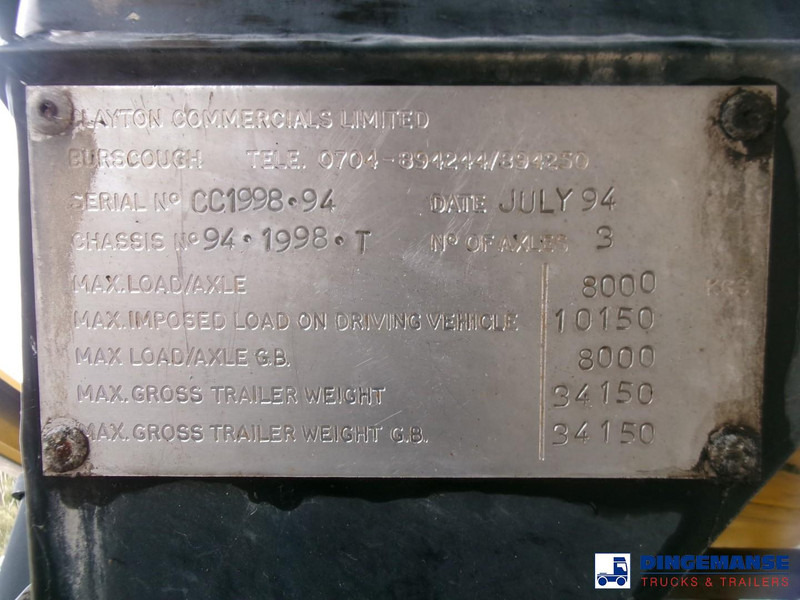 CLAYTON COMMERCIALS LIMITED
BURSCOUGH TELE. 0704-894244/894250
SERIAL Nº CC1998·94 DATE JULY 94
CHASSIS Nº 94·1998·T Nº OF AXLES 3
MAX. LOAD/AXLE 8000 KGS
MAX. IMPOSED LOAD ON DRIVING VEHICLE 10150
MAX LOAD/AXLE G.B. 8000
MAX. GROSS TRAILER WEIGHT 34150
MAX. GROSS TRAILER WEIGHT G.B. 34150
DINGEMANSE
TRUCKS & TRAILERS